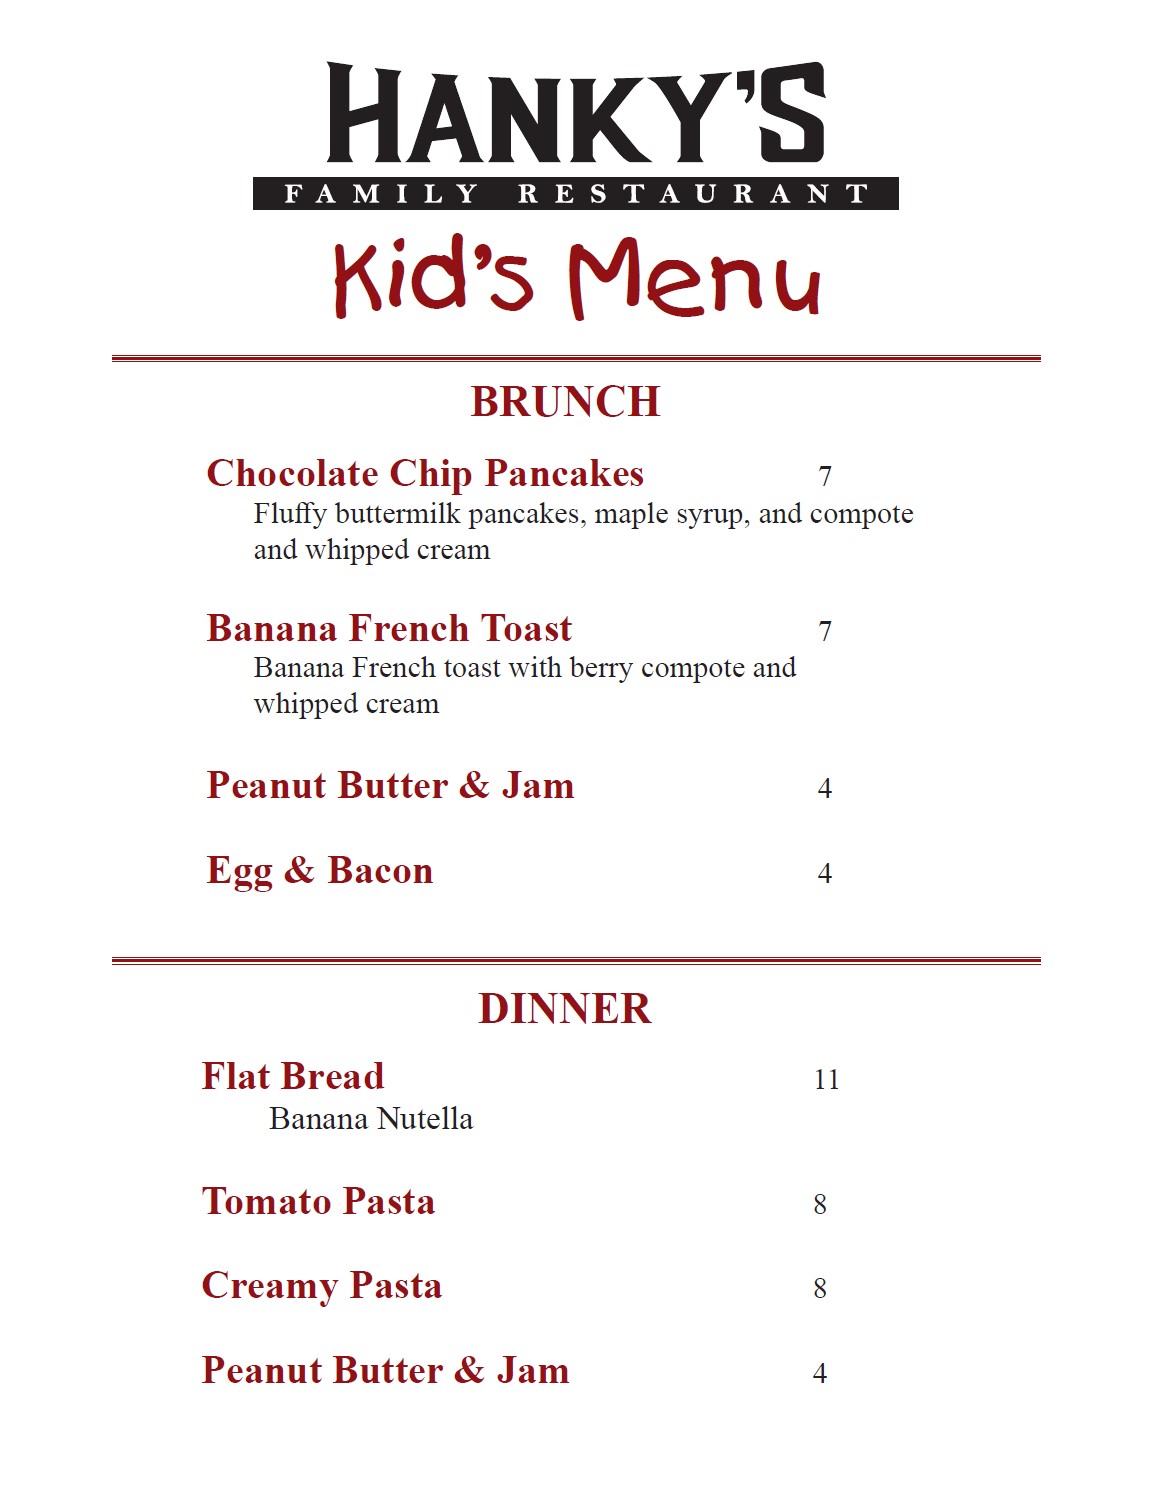 HANKY'S
FAMILY RESTAURANT
Kid's Menu
BRUNCH
Chocolate Chip Pancakes 7
Fluffy buttermilk pancakes, maple syrup, and compote
and whipped cream
Banana French Toast 7
Banana French toast with berry compote and
whipped cream
Peanut Butter & Jam 4
Egg & Bacon 4
DINNER
Flat Bread 11
Banana Nutella
Tomato Pasta 8
Creamy Pasta 8
Peanut Butter & Jam 4